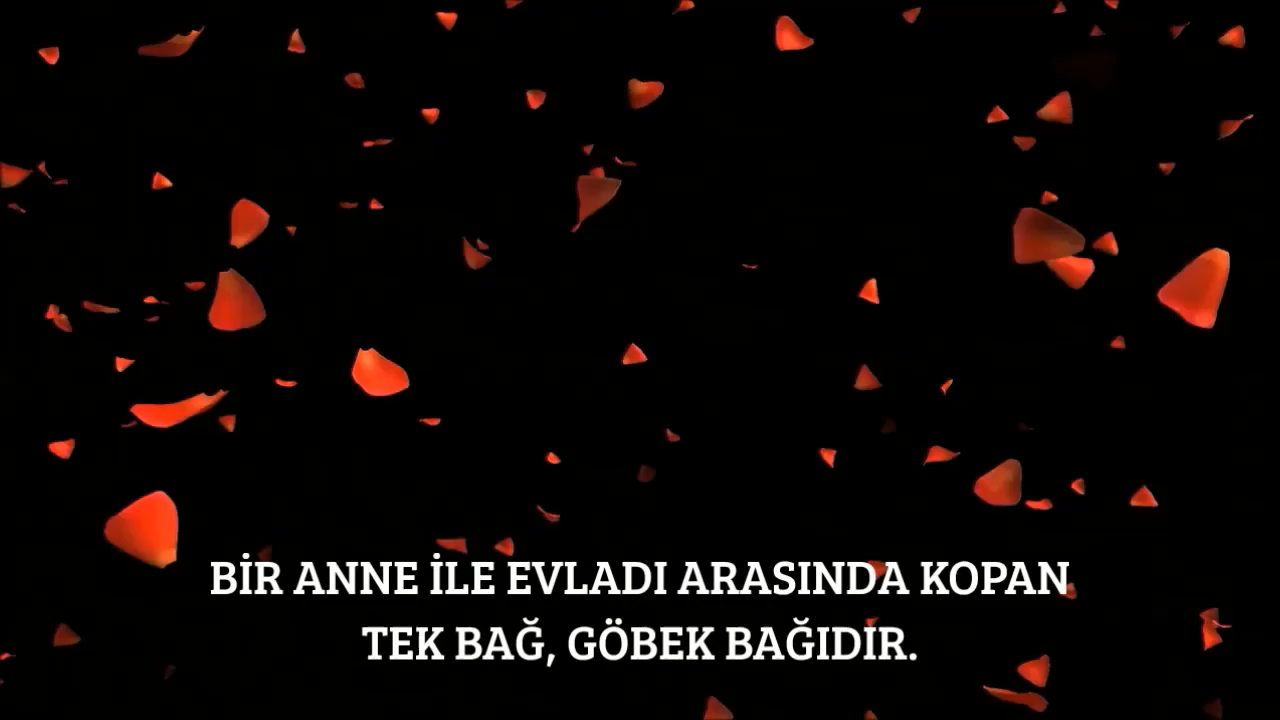 BİR ANNE İLE EVLADI ARASINDA KOPAN
TEK BAĞ, GÖBEK BAĞIDIR.